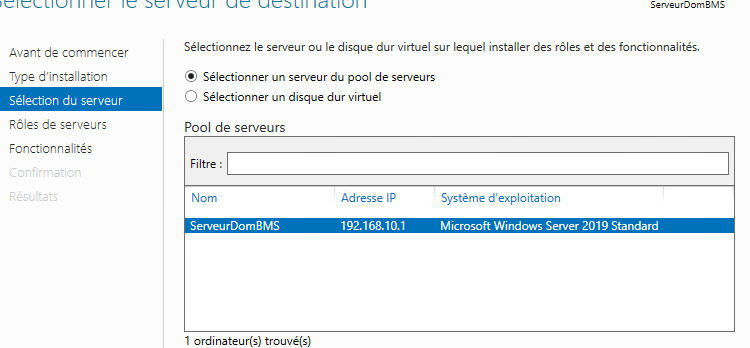 Sélectionner le serveur de destination
ServeurDomBMS
Avant de commencer
Type d'installation
Sélection du serveur
Rôles de serveurs
Fonctionnalités
Confirmation
Résultats
Sélectionnez le serveur ou le disque dur virtuel sur lequel installer des rôles et des fonctionnalités.
Sélectionner un serveur du pool de serveurs
Sélectionner un disque dur virtuel
Pool de serveurs
Filtre :
Nom Adresse IP Système d'exploitation
ServeurDomBMS 192.168.10.1 Microsoft Windows Server 2019 Standard
1 ordinateur(s) trouvé(s)